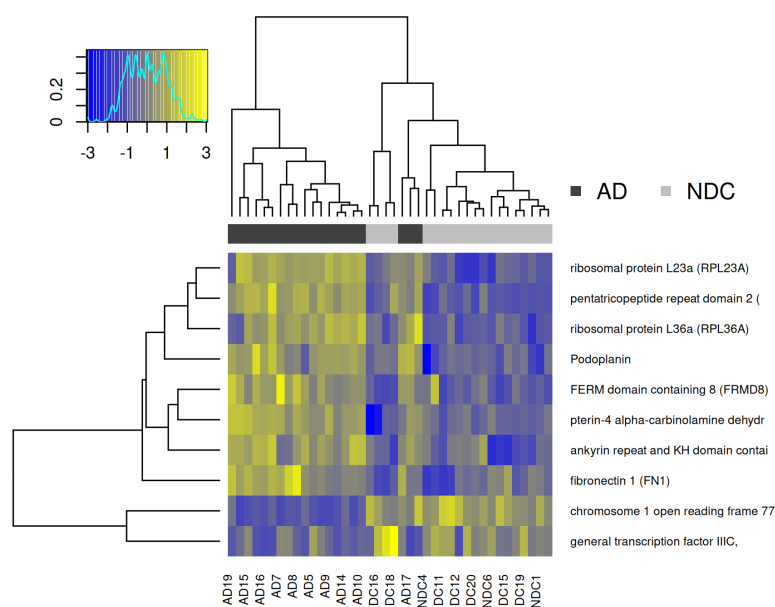 0.2
0
-3 -1 1 3
AD NDC
ribosomal protein L23a (RPL23A)
pentatricopeptide repeat domain 2 (
ribosomal protein L36a (RPL36A)
Podoplanin
FERM domain containing 8 (FRMD8)
pterin-4 alpha-carbinolamine dehydr
ankyrin repeat and KH domain contai
fibronectin 1 (FN1)
chromosome 1 open reading frame 77
general transcription factor IIIC,
AD19 AD15 AD16 AD7 AD8 AD5 AD9 AD14 AD10 DC16 DC18 AD17 NDC4 DC11 DC12 DC20 NDC6 DC15 DC19 NDC1